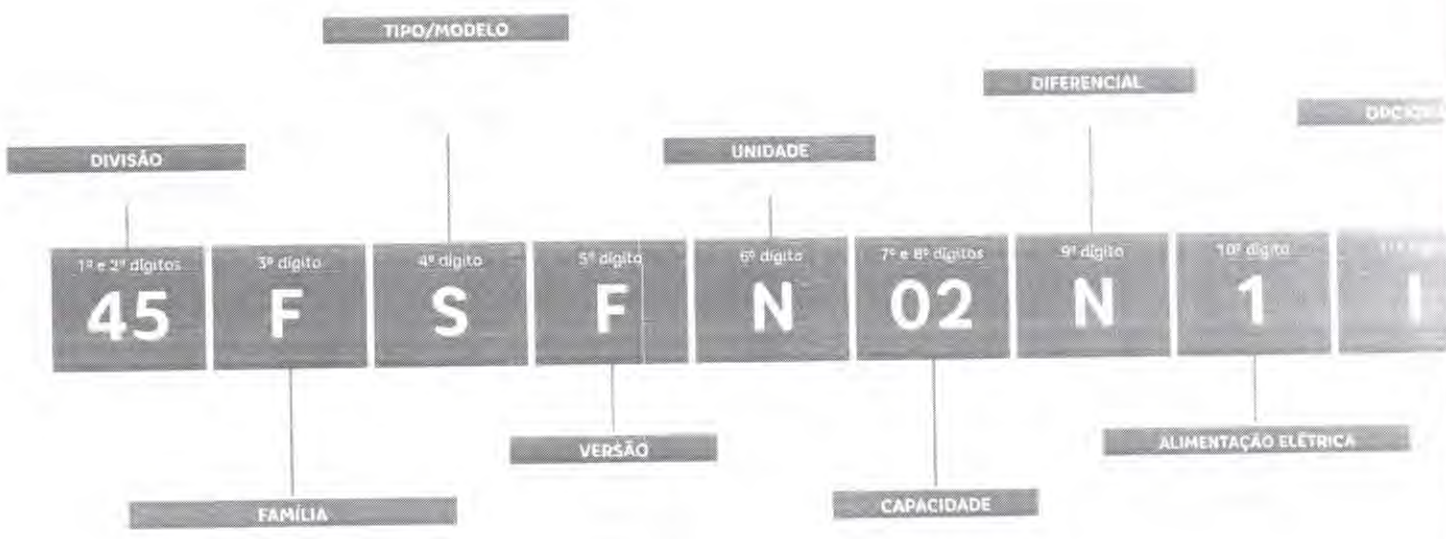 TIPO/MODELO
DIFERENCIAL
DIVISÃO
UNIDADE
1º e 2º dígitos
3º dígito
4º dígito
5º dígito
6º dígito
7º e 8º dígitos
9º dígito
10º dígito
45
F
S
F
N
02
N
1
I
VERSÃO
ALIMENTAÇÃO ELÉTRICA
FAMÍLIA
CAPACIDADE